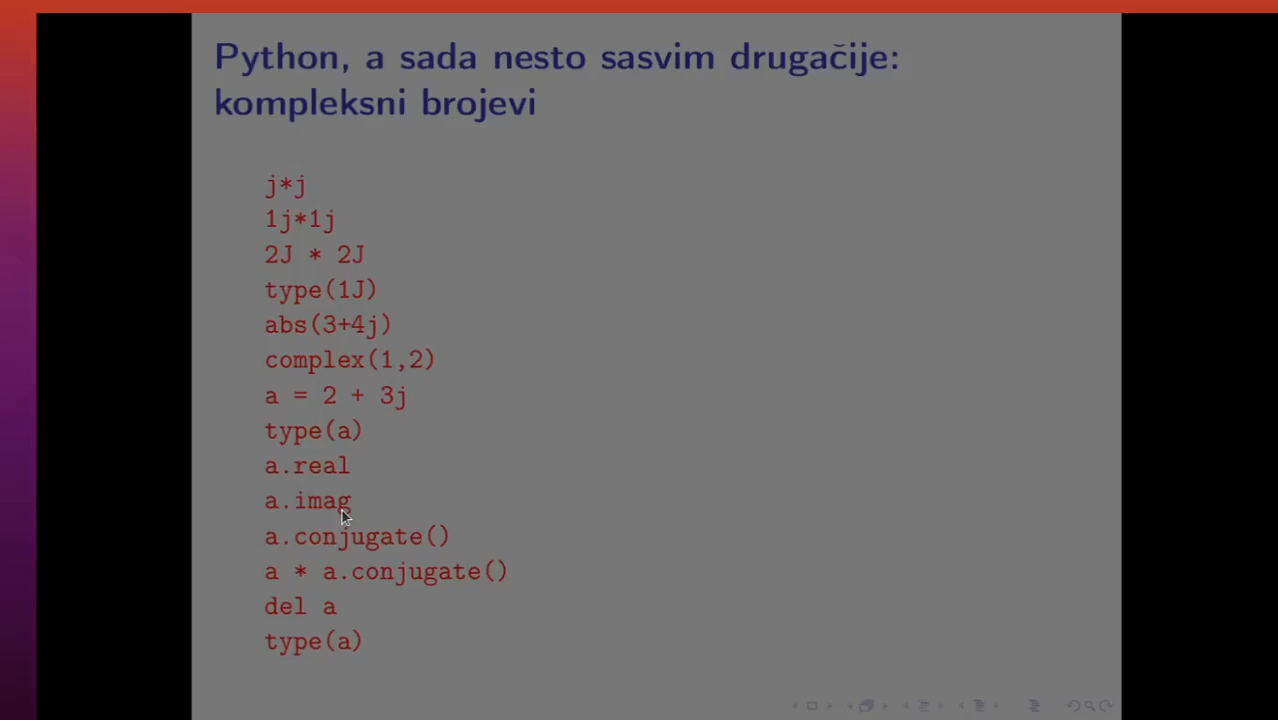 Python, a sada nesto sasvim drugačije:
kompleksni brojevi
j*j
1j*1j
2J * 2J
type(1J)
abs(3+4j)
complex(1,2)
a = 2 + 3j
type(a)
a.real
a.imag
a.conjugate()
a * a.conjugate()
del a
type(a)